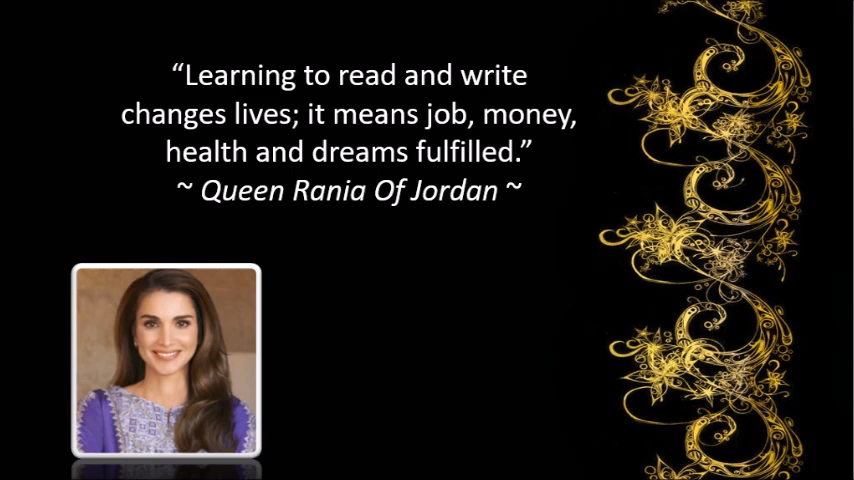 “Learning to read and write
changes lives; it means job, money,
health and dreams fulfilled.”
~ Queen Rania Of Jordan ~